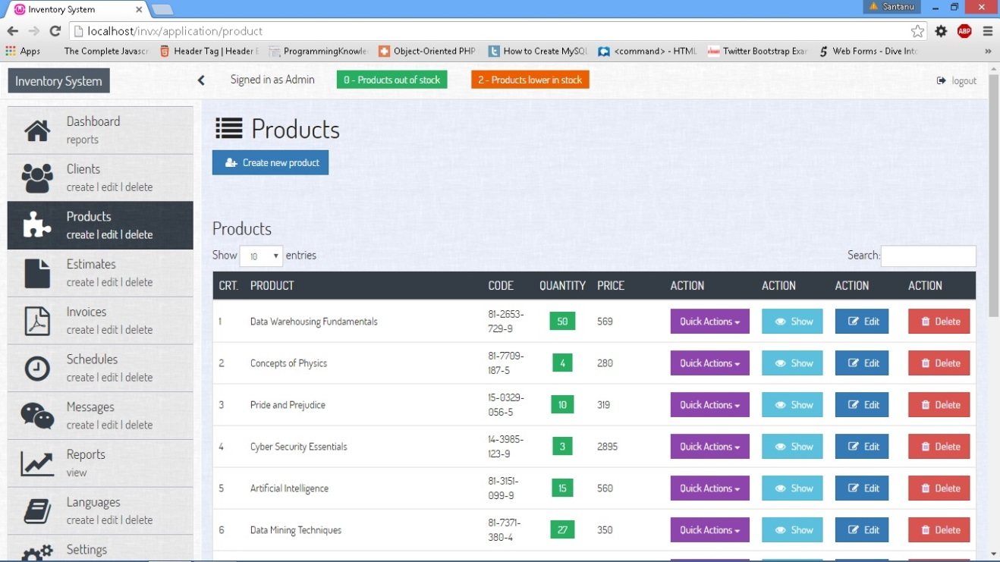 Inventory System
Santanu
localhost/invx/application/product
ABP
Apps
The Complete Javasc
Header Tag | Header
ProgrammingKnowle
Object-Oriented PHP
How to Create MySQL
<command> - HTML
Twitter Bootstrap Exa
Web Forms - Dive Int
Inventory System
Signed in as Admin
0 - Products out of stock
2 - Products lower in stock
logout
Dashboard
reports
Clients
create | edit | delete
Products
create | edit | delete
Estimates
create | edit | delete
Invoices
create | edit | delete
Schedules
create | edit | delete
Messages
create | edit | delete
Reports
view
Languages
create | edit | delete
Settings
Products
Create new product
Products
Show 10 entries
Search:
CRT. PRODUCT CODE QUANTITY PRICE ACTION ACTION ACTION ACTION
1 Data Warehousing Fundamentals 81-2653-729-9 50 569 Quick Actions Show Edit Delete
2 Concepts of Physics 81-7709-187-5 4 280 Quick Actions Show Edit Delete
3 Pride and Prejudice 15-0329-056-5 10 319 Quick Actions Show Edit Delete
4 Cyber Security Essentials 14-3985-123-9 3 2895 Quick Actions Show Edit Delete
5 Artificial Intelligence 81-3151-099-9 15 560 Quick Actions Show Edit Delete
6 Data Mining Techniques 81-7371-380-4 27 350 Quick Actions Show Edit Delete